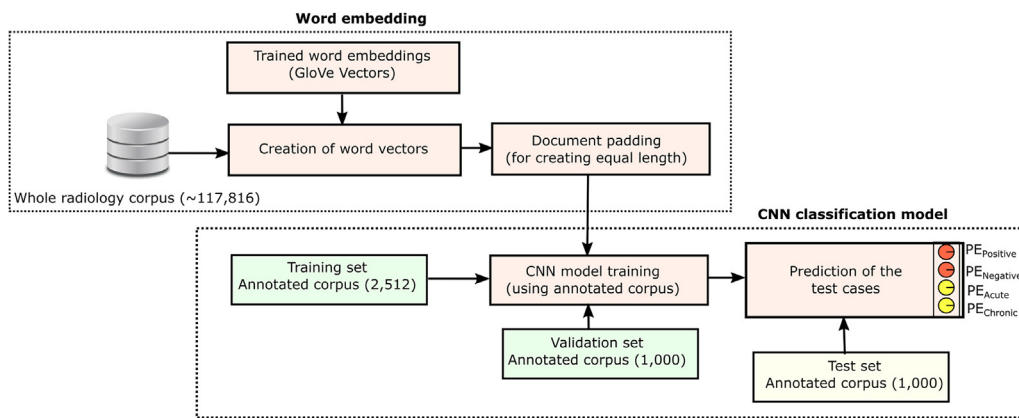 Word embedding
Trained word embeddings
(GloVe Vectors)
Creation of word vectors
Document padding
(for creating equal length)
Whole radiology corpus (~117,816)
CNN classification model
Training set
Annotated corpus (2,512)
CNN model training
(using annotated corpus)
Prediction of the
test cases
PEPositive
PENegative
PEAcute
PEChronic
Validation set
Annotated corpus (1,000)
Test set
Annotated corpus (1,000)